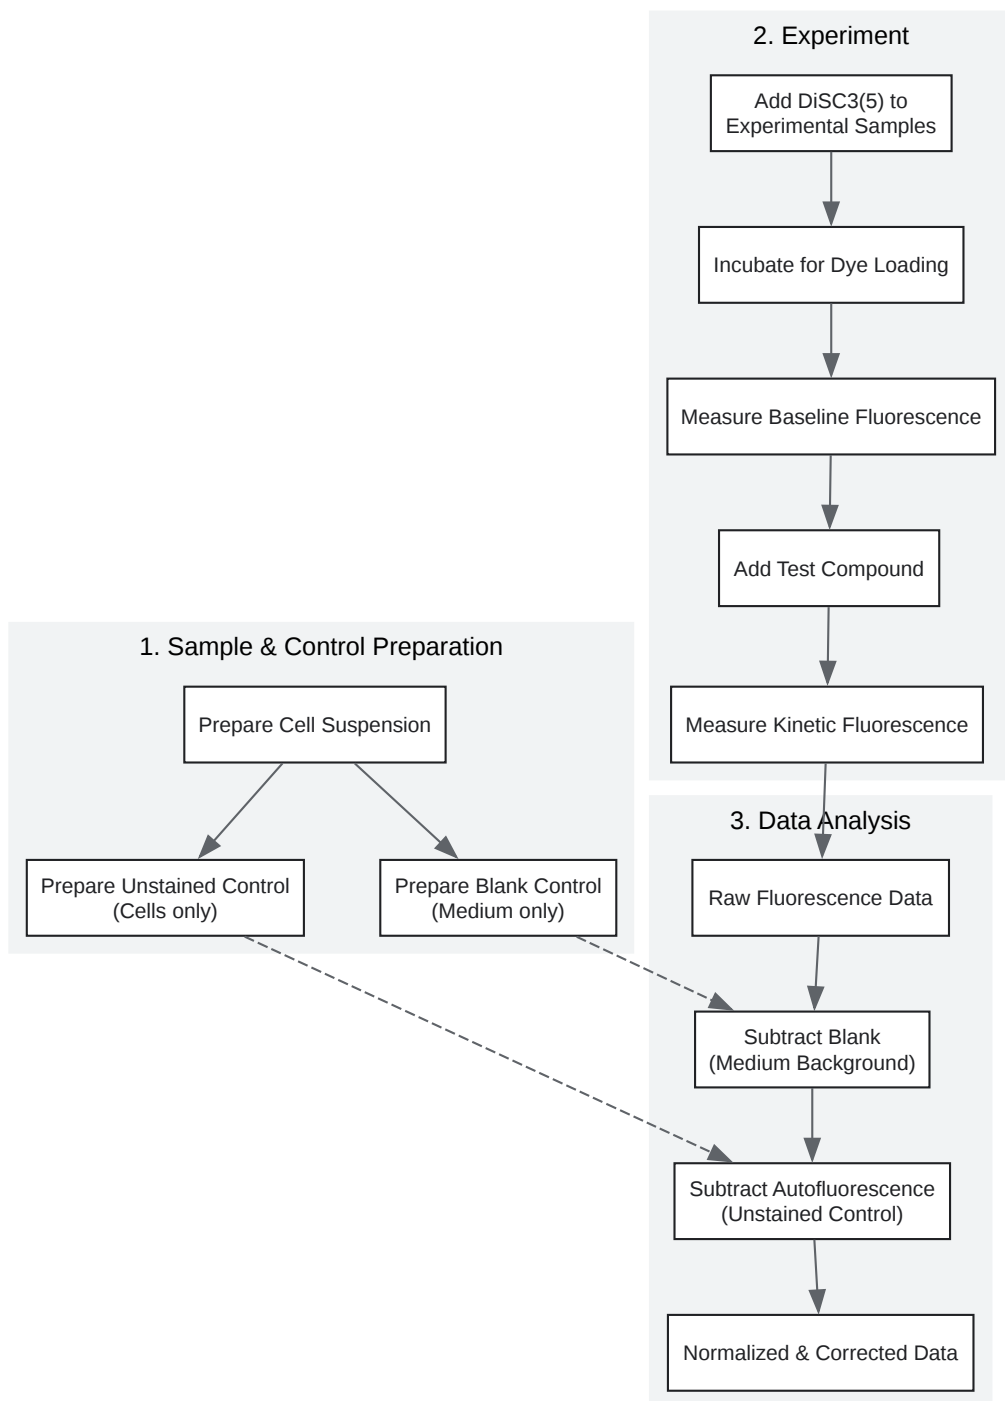 2. Experiment
Add DiSC3(5) to
Experimental Samples
Incubate for Dye Loading
Measure Baseline Fluorescence
Add Test Compound
Measure Kinetic Fluorescence
1. Sample & Control Preparation
Prepare Cell Suspension
Prepare Unstained Control
(Cells only)
Prepare Blank Control
(Medium only)
3. Data Analysis
Raw Fluorescence Data
Subtract Blank
(Medium Background)
Subtract Autofluorescence
(Unstained Control)
Normalized & Corrected Data